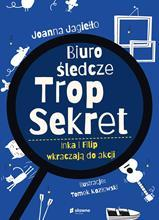 Joanna Jagiełło
Biuro
śledcze
Trop
Sekret
Inka i Filip
wkraczają do akcji
Ilustracje
Tomek Kozłowski